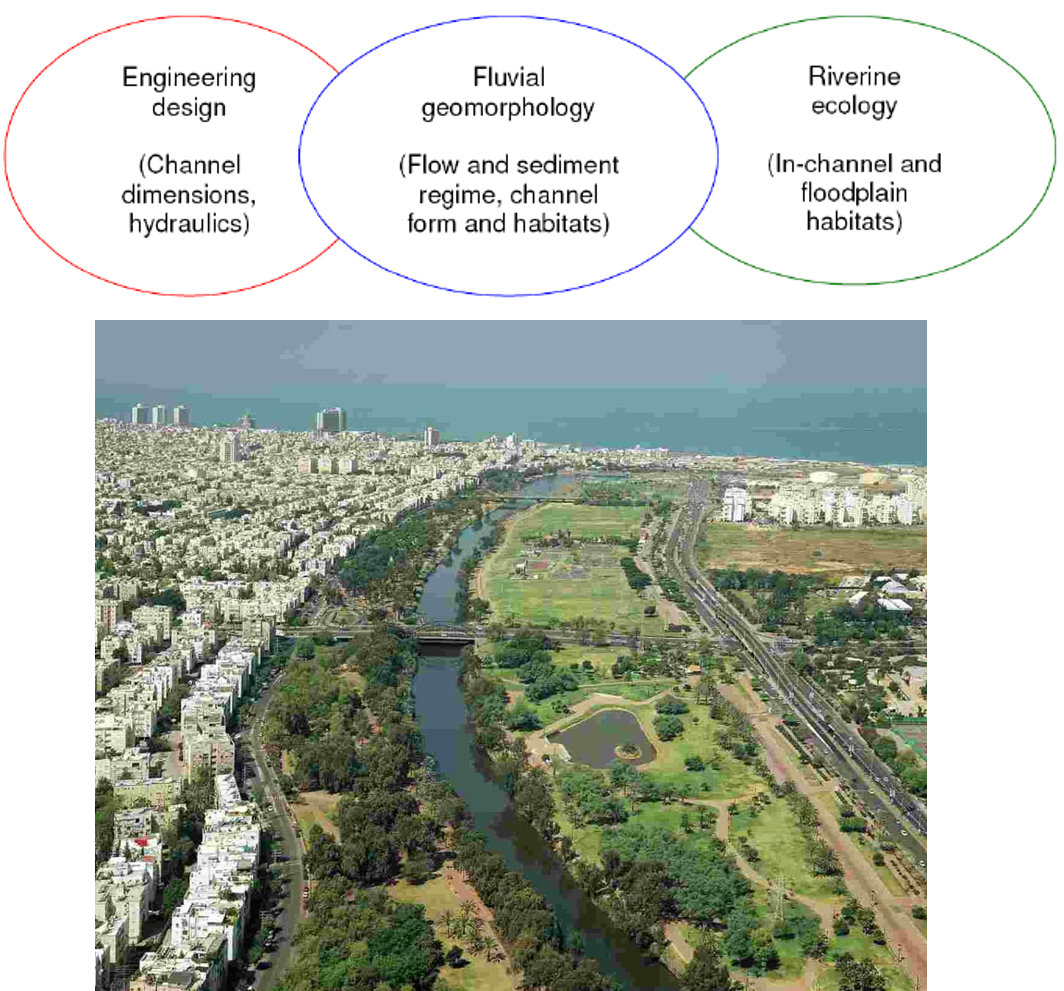 Engineering
design
(Channel
dimensions,
hydraulics)
Fluvial
geomorphology
(Flow and sediment
regime, channel
form and habitats)
Riverine
ecology
(In-channel and
floodplain
habitats)